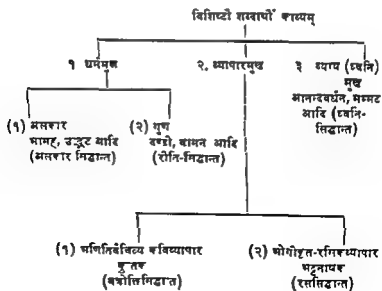 विशिष्टौ शब्दार्थौ काव्यम्
१ धर्ममुख
२. व्यापारमुख
३ व्यंग्य (ध्वनि)
मुख
आनन्दवर्धन, मम्मट
आदि (ध्वनि-
सिद्धान्त)
(१) अलंकार
भामह, उद्भट आदि
(अलंकार सिद्धान्त)
(२) गुण
दण्डी, वामन आदि
(रीति-सिद्धान्त)
(१) भणितिवैचित्र्य कविव्यापार
कुन्तक
(वक्रोक्तिसिद्धान्त)
(२) भोगीकृत-रसिकव्यापार
भट्टनायक
(रससिद्धान्त)